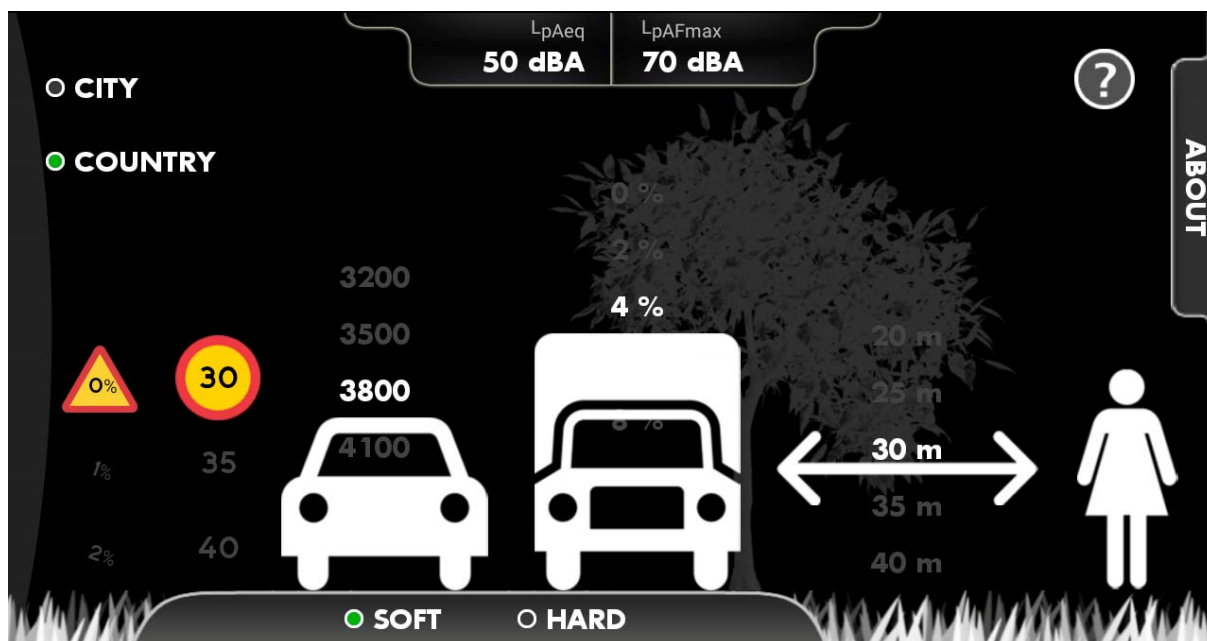 LpAeq LpAFmax
50 dBA 70 dBA
?
CITY
COUNTRY
ABOUT
0 %
2 %
4 %
3200
3500
3800
4100
0%
1%
2%
30
35
40
20 m
25 m
30 m
35 m
40 m
SOFT HARD